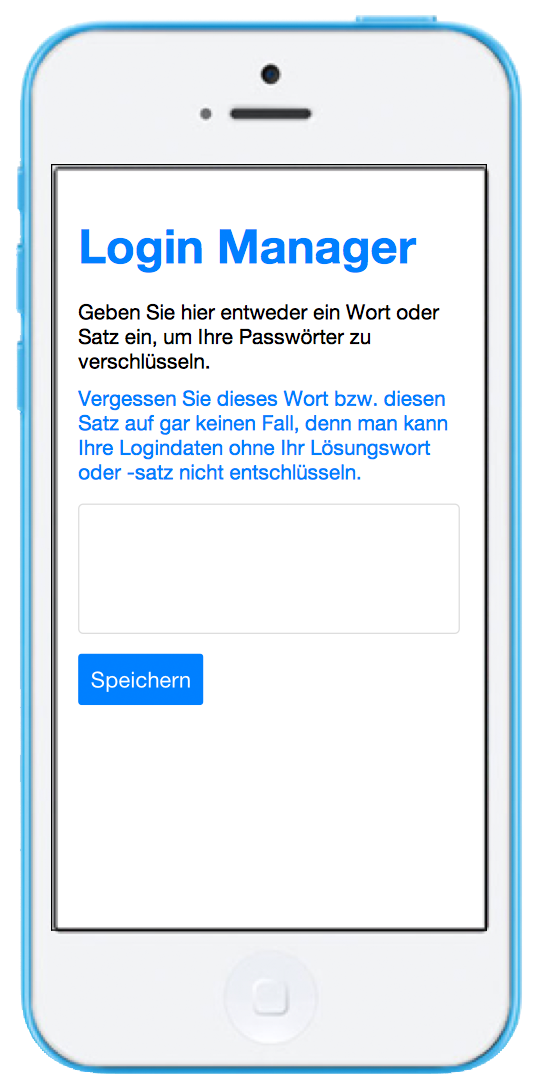 Login Manager
Geben Sie hier entweder ein Wort oder
Satz ein, um Ihre Passwörter zu
verschlüsseln.
Vergessen Sie dieses Wort bzw. diesen
Satz auf gar keinen Fall, denn man kann
Ihre Logindaten ohne Ihr Lösungswort
oder -satz nicht entschlüsseln.
Speichern